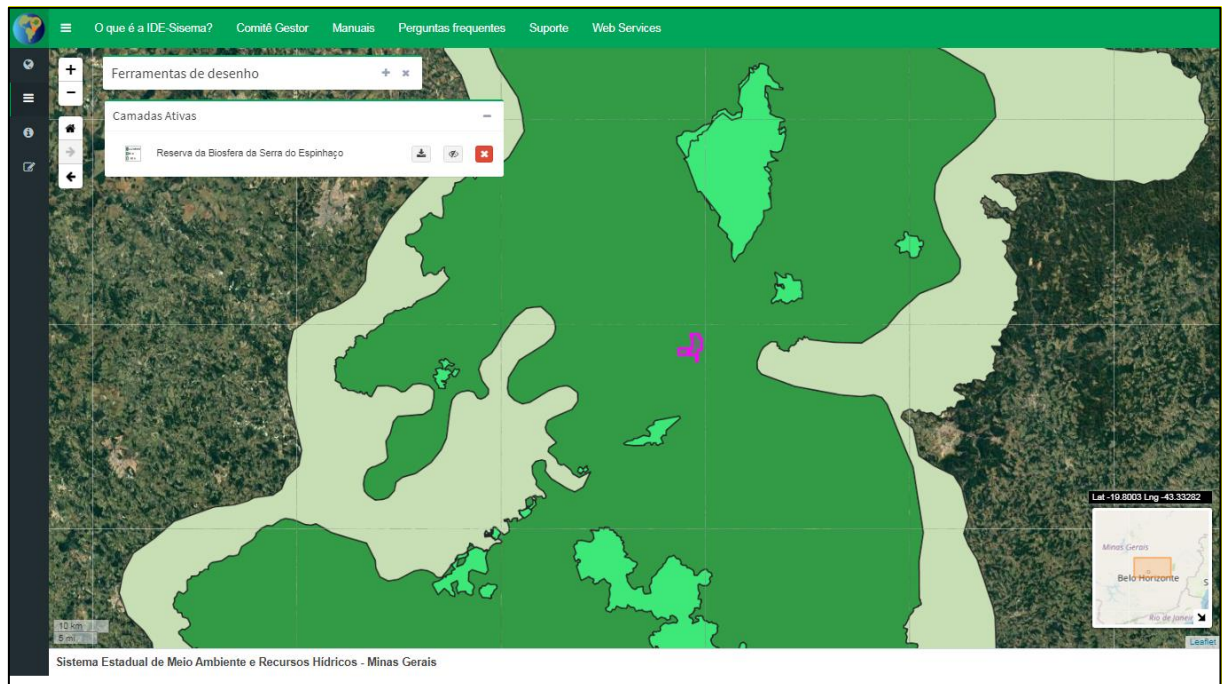 O que é a IDE-Sisema? Comitê Gestor Manuais Perguntas frequentes Suporte Web Services
Ferramentas de desenho
Camadas Ativas
Reserva da Biosfera da Serra do Espinhaço
Lat -19.8003 Lng -43.33282
Minas Gerais
Belo Horizonte
S
Rio de Janei
10 km
5 mi
Leaflet
Sistema Estadual de Meio Ambiente e Recursos Hídricos - Minas Gerais